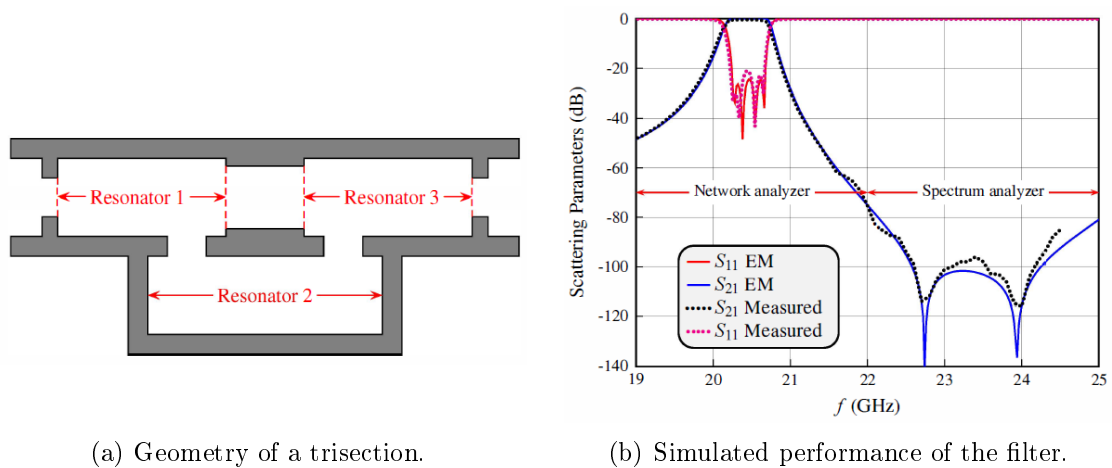 Resonator 1
Resonator 3
Resonator 2
(a) Geometry of a trisection.
Scattering Parameters (dB)
0
-20
-40
-60
-80
-100
-120
-140
Network analyzer
Spectrum analyzer
S11 EM
S21 EM
S21 Measured
S11 Measured
19 20 21 22 23 24 25
f (GHz)
(b) Simulated performance of the filter.